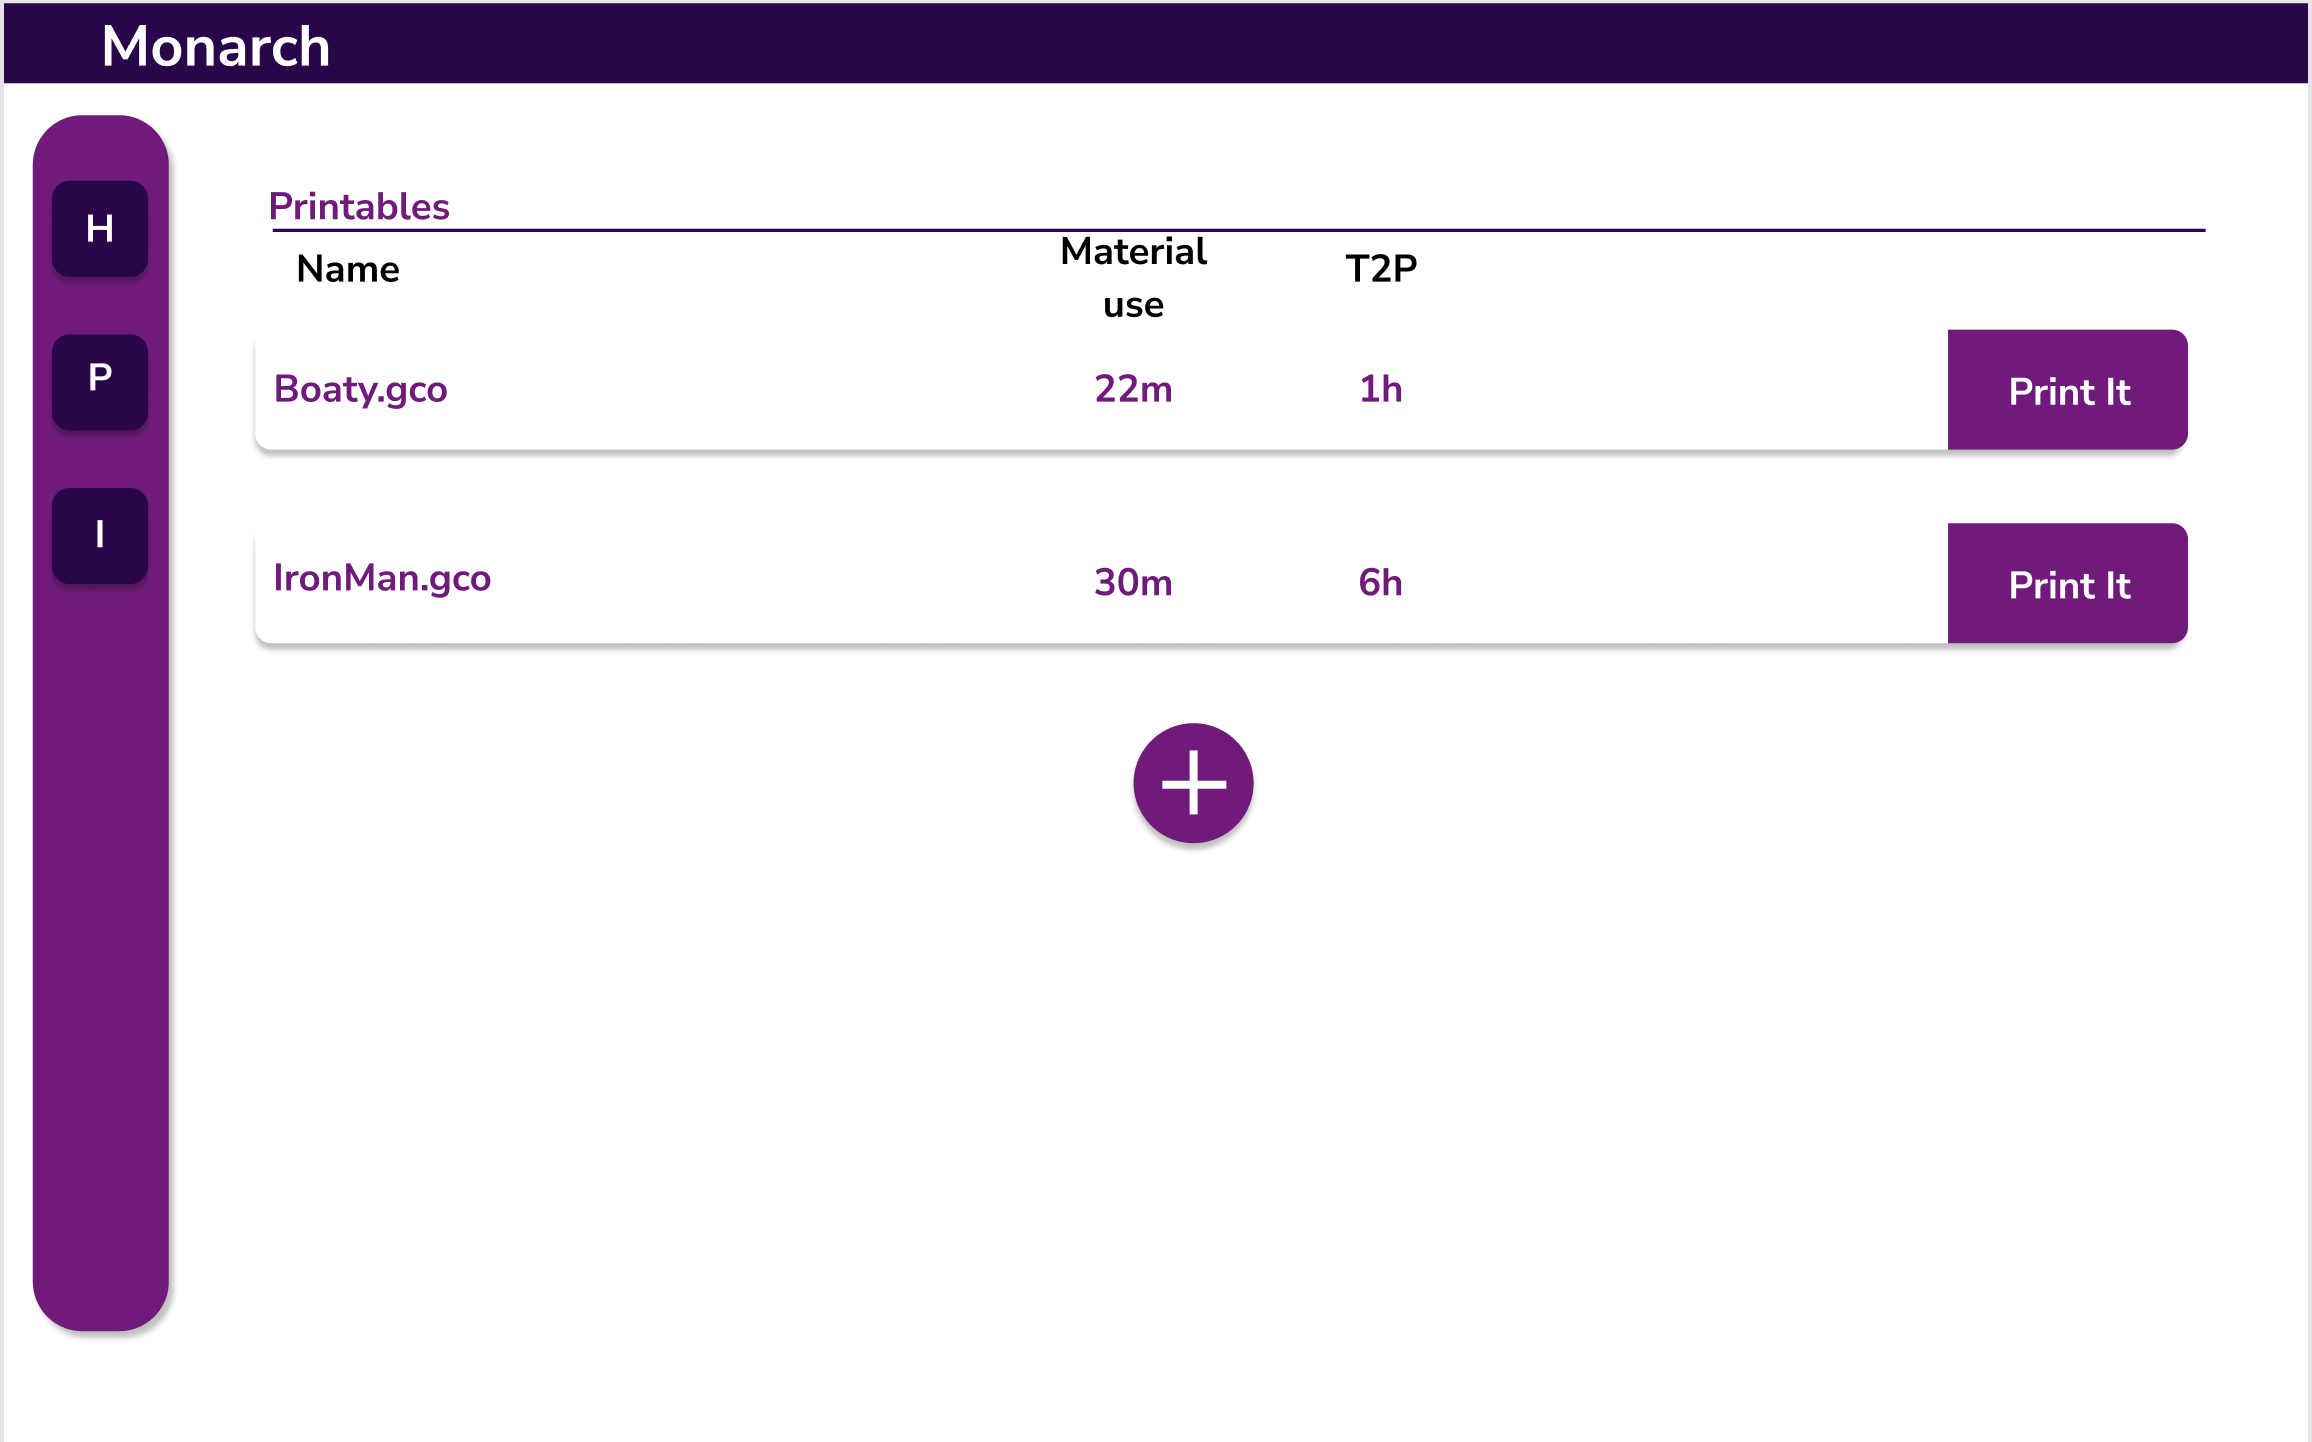 Monarch
H
P
I
Printables
Name
Material
use
T2P
Boaty.gco 22m 1h Print It
IronMan.gco 30m 6h Print It
+